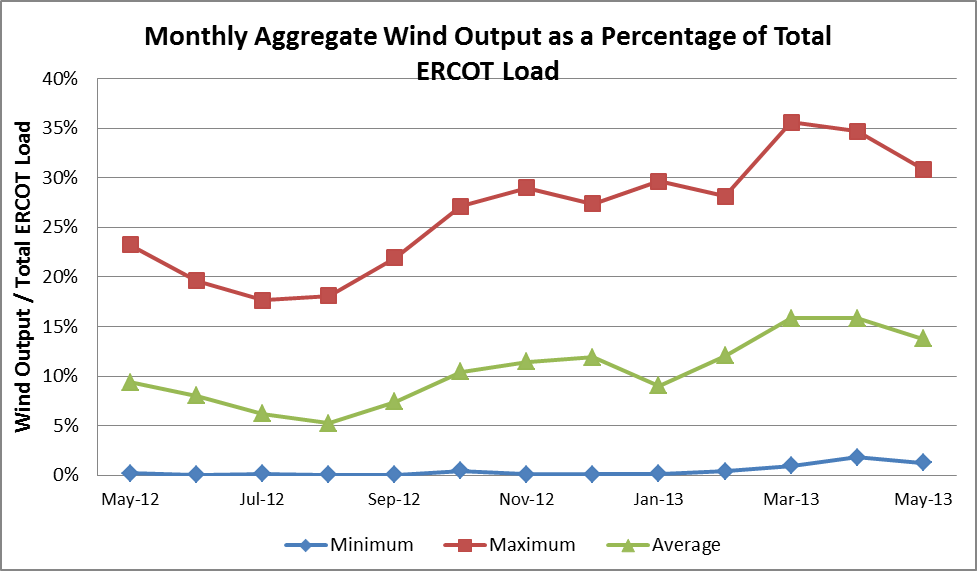 Monthly Aggregate Wind Output as a Percentage of Total
ERCOT Load
Wind Output / Total ERCOT Load
40%
35%
30%
25%
20%
15%
10%
5%
0%
May-12 Jul-12 Sep-12 Nov-12 Jan-13 Mar-13 May-13
Minimum Maximum Average